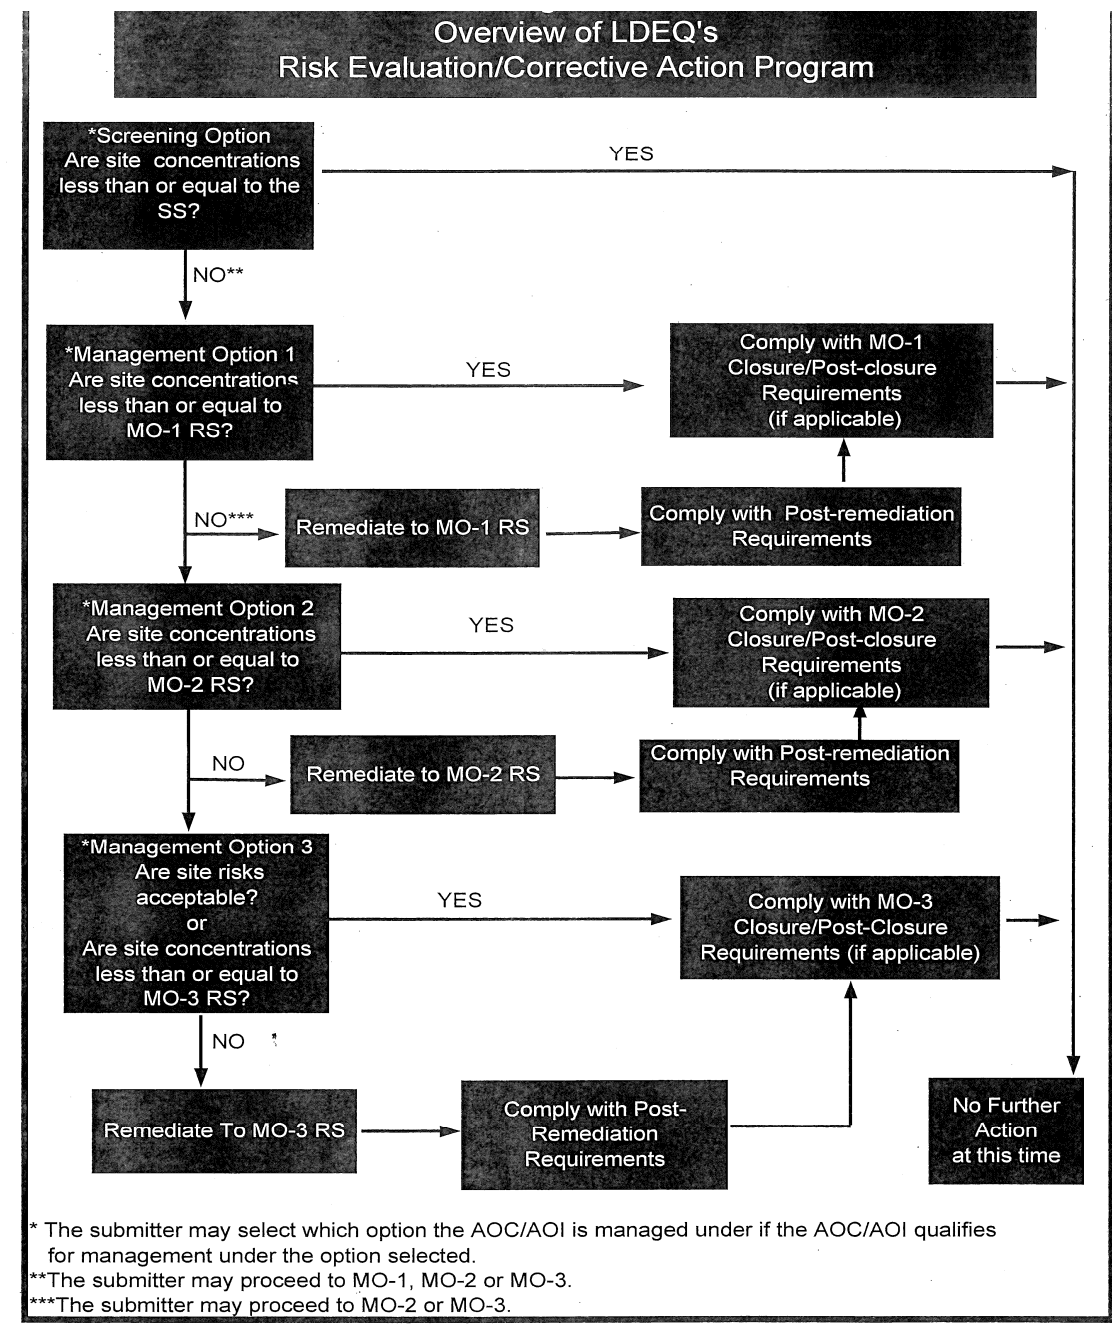 Overview of LDEQ's
Risk Evaluation/Corrective Action Program
*Screening Option
Are site concentrations
less than or equal to the
SS?
YES
NO**
*Management Option 1
Are site concentrations
less than or equal to
MO-1 RS?
YES
Comply with MO-1
Closure/Post-closure
Requirements
(if applicable)
NO***
Remediate to MO-1 RS
Comply with Post-remediation
Requirements
*Management Option 2
Are site concentrations
less than or equal to
MO-2 RS?
YES
Comply with MO-2
Closure/Post-closure
Requirements
(if applicable)
NO
Remediate to MO-2 RS
Comply with Post-remediation
Requirements
*Management Option 3
Are site risks
acceptable?
or
Are site concentrations
less than or equal to
MO-3 RS?
YES
Comply with MO-3
Closure/Post-Closure
Requirements (if applicable)
NO
Remediate To MO-3 RS
Comply with Post-
Remediation
Requirements
No Further
Action
at this time
* The submitter may select which option the AOC/AOI is managed under if the AOC/AOI qualifies
for management under the option selected.
**The submitter may proceed to MO-1, MO-2 or MO-3.
***The submitter may proceed to MO-2 or MO-3.